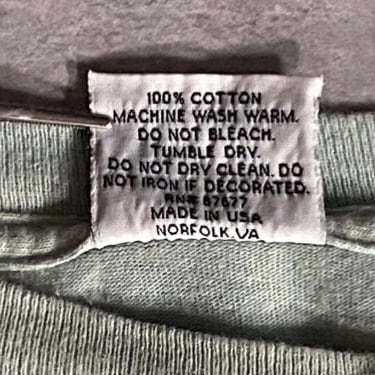 100% COTTON
MACHINE WASH WARM.
DO NOT BLEACH.
TUMBLE DRY.
DO NOT DRY CLEAN. DO
NOT IRON IF DECORATED.
RN# 67677
MADE IN USA
NORFOLK, VA